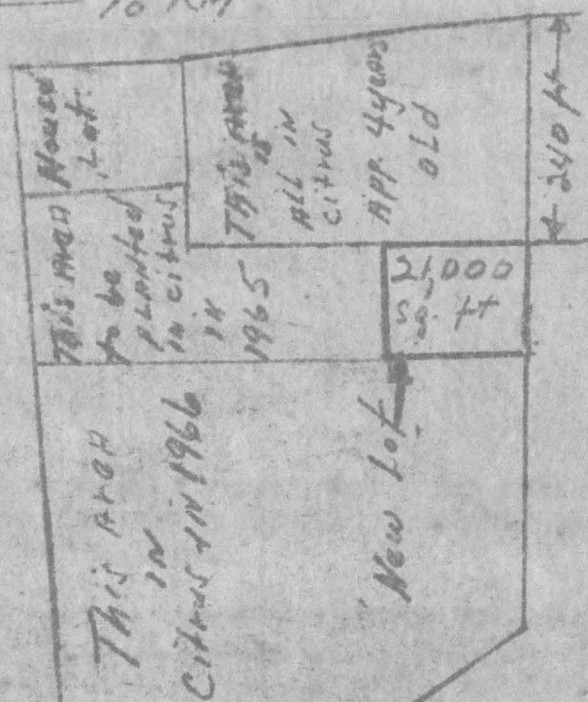 House
Lot
This Area
is
All in
citrus
App. 4 years
old
← 240 ft →
This Area
to be
planted
in citrus
in
1965
21,000
sq. ft
This Area
in
Citrus in 1966
New Lot